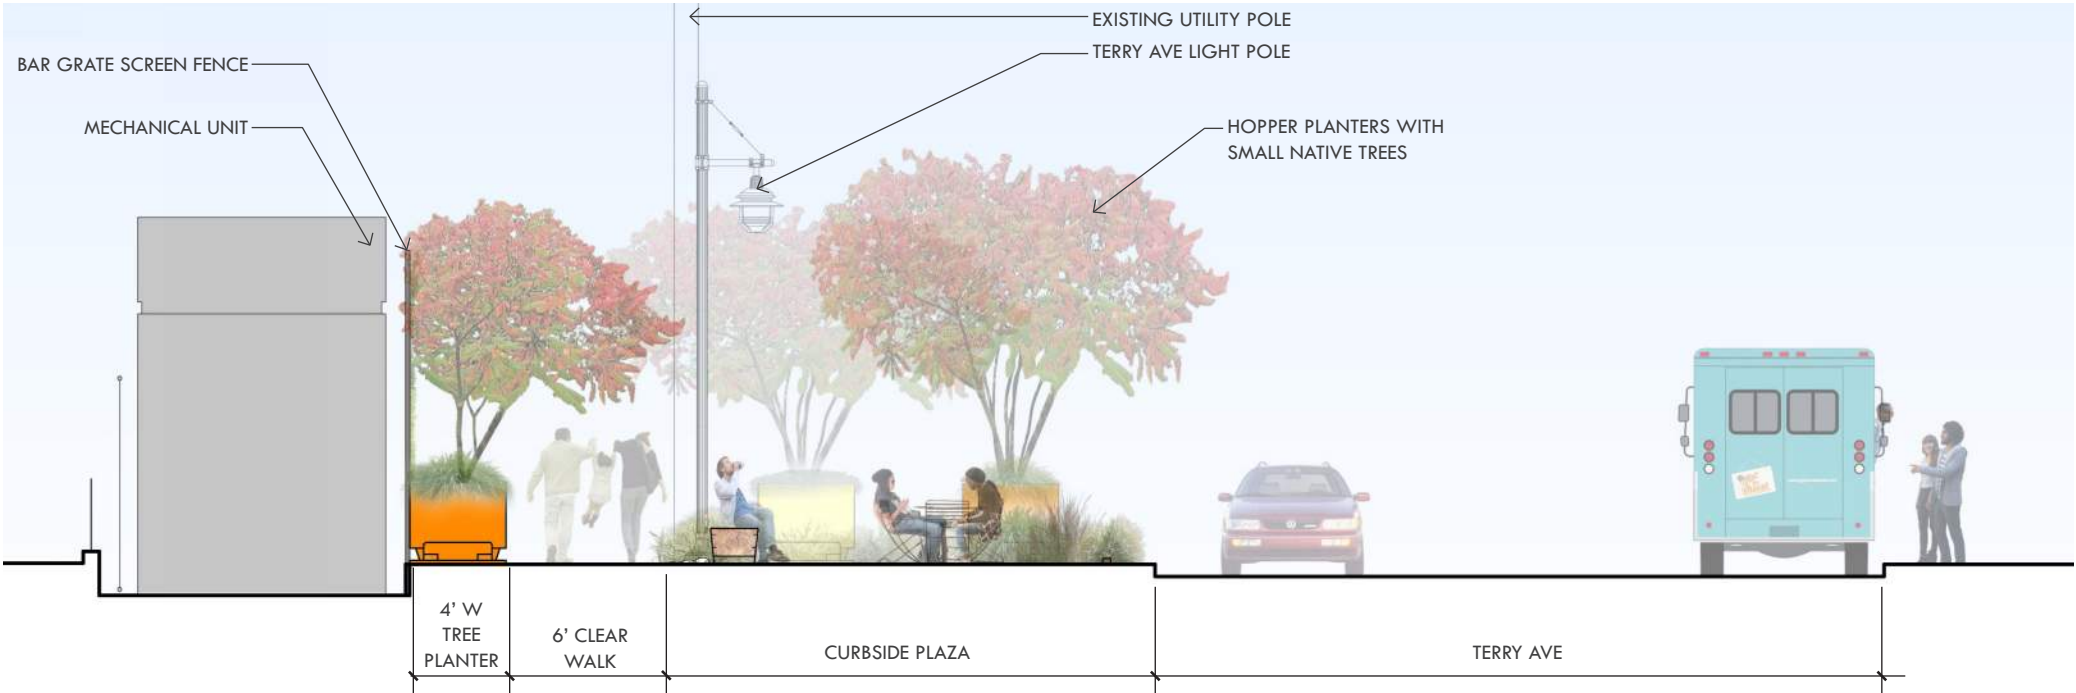 EXISTING UTILITY POLE
TERRY AVE LIGHT POLE
BAR GRATE SCREEN FENCE
MECHANICAL UNIT
HOPPER PLANTERS WITH
SMALL NATIVE TREES
4' W
TREE
PLANTER
6' CLEAR
WALK
CURBSIDE PLAZA
TERRY AVE